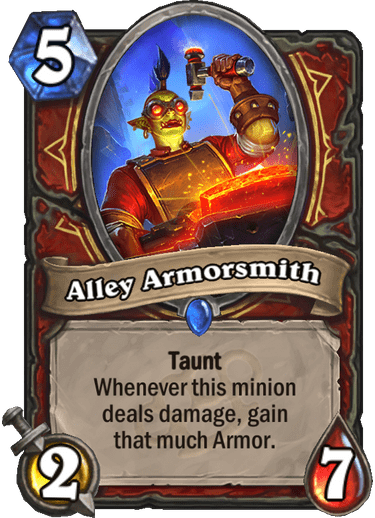 5
Alley Armorsmith
Taunt
Whenever this minion
deals damage, gain
that much Armor.
2
7